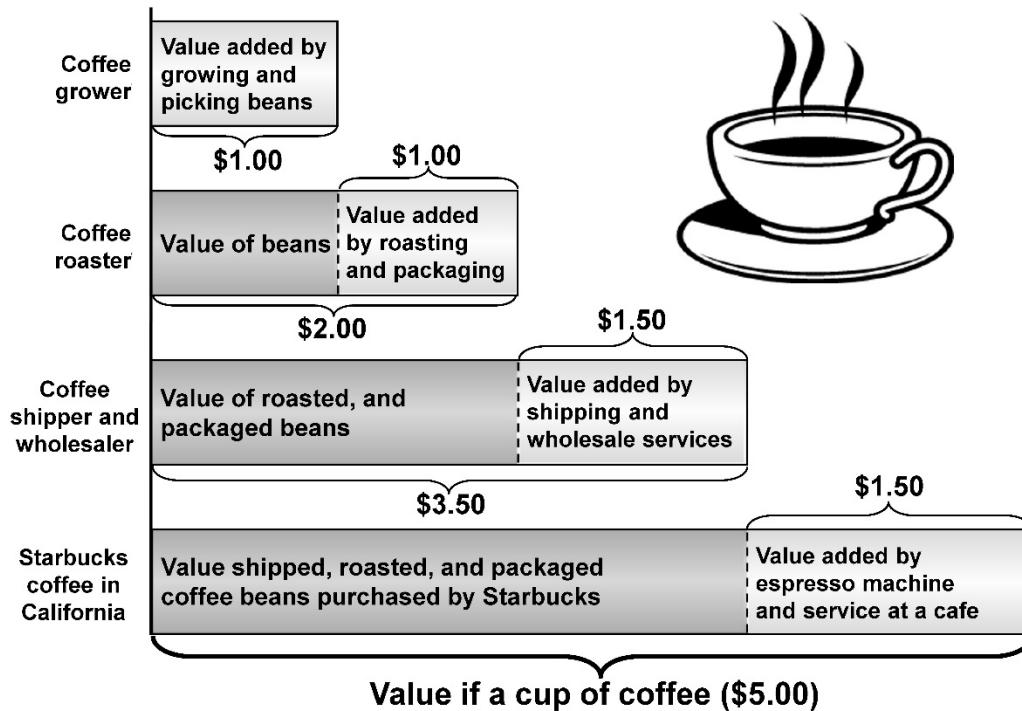 Coffee
grower
Value added by
growing and
picking beans
$1.00
$1.00
Coffee
roaster
Value of beans
Value added
by roasting
and packaging
$2.00
$1.50
Coffee
shipper and
wholesaler
Value of roasted, and
packaged beans
Value added by
shipping and
wholesale services
$3.50
$1.50
Starbucks
coffee in
California
Value shipped, roasted, and packaged
coffee beans purchased by Starbucks
Value added by
espresso machine
and service at a cafe
Value if a cup of coffee ($5.00)